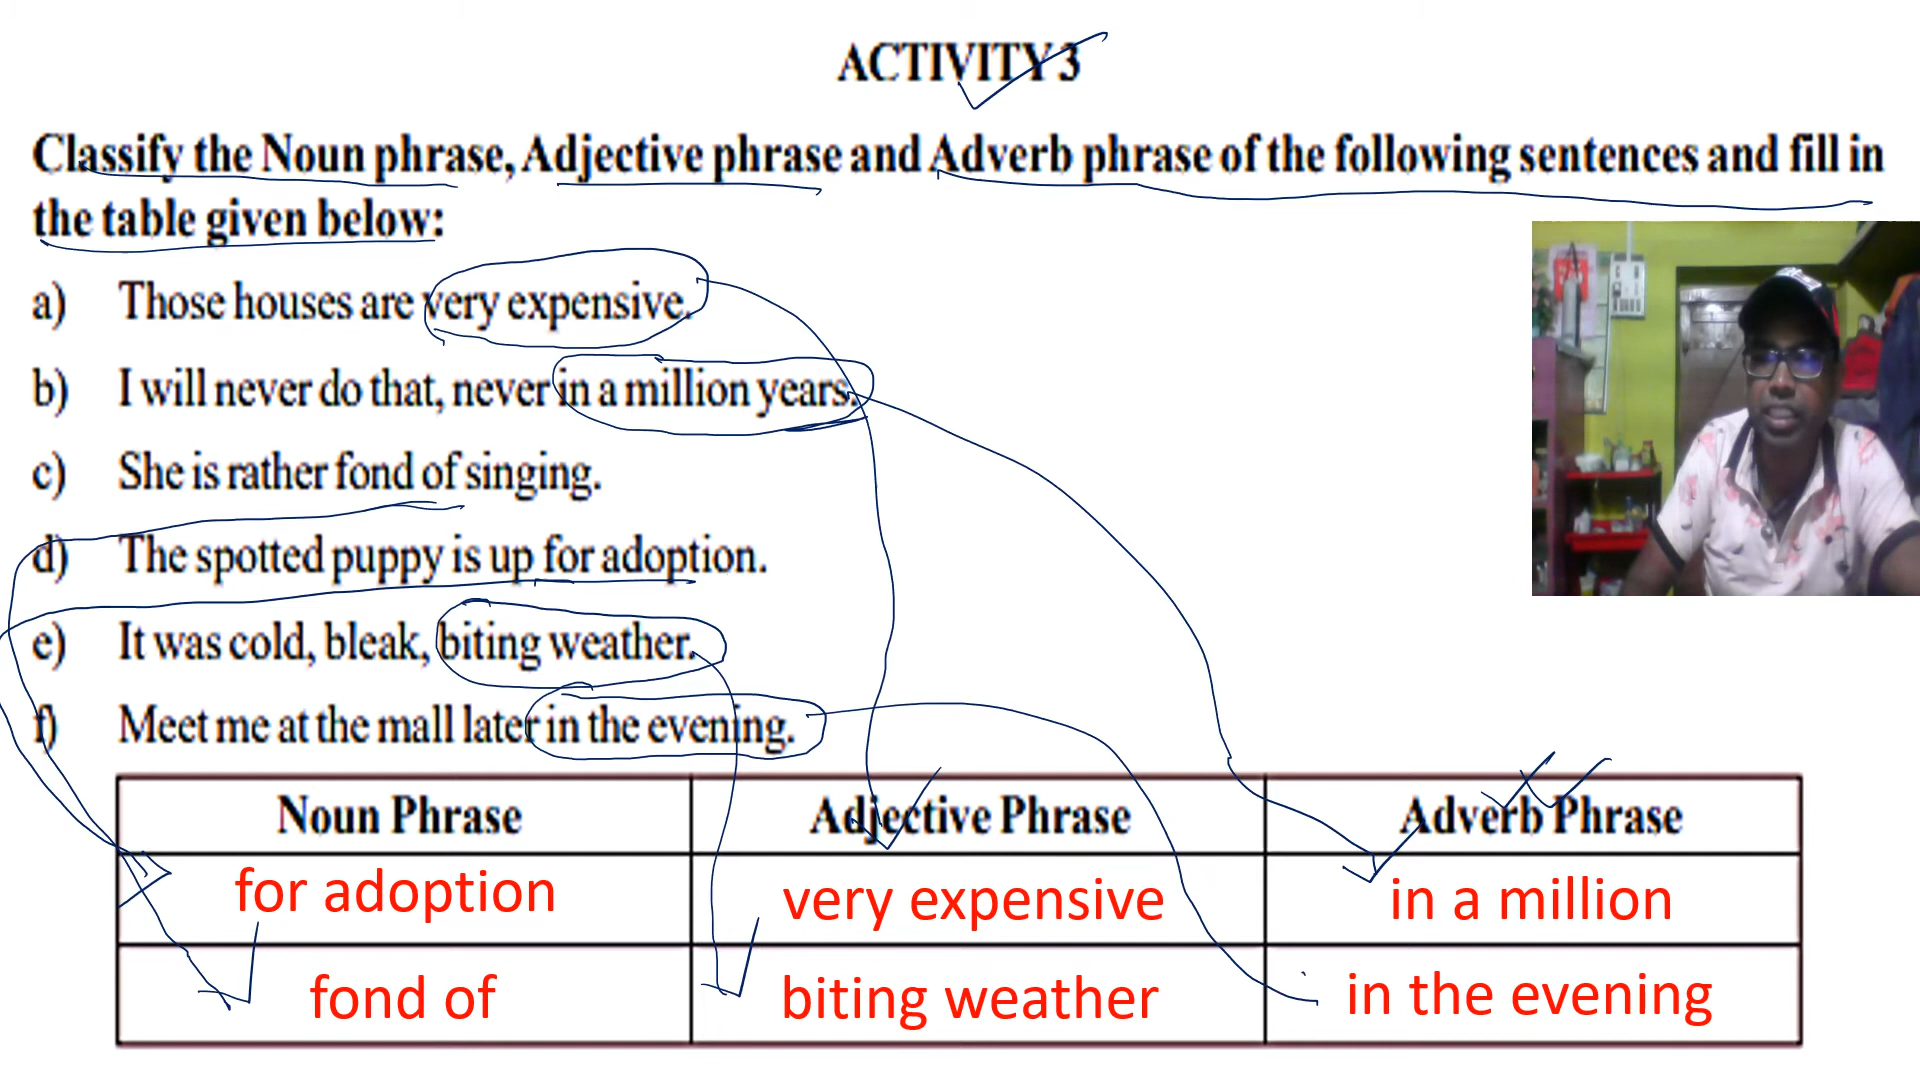 ACTIVITY 3
Classify the Noun phrase, Adjective phrase and Adverb phrase of the following sentences and fill in
the table given below:
a) Those houses are very expensive.
b) I will never do that, never in a million years.
c) She is rather fond of singing.
d) The spotted puppy is up for adoption.
e) It was cold, bleak, biting weather.
f) Meet me at the mall later in the evening.
Noun Phrase Adjective Phrase Adverb Phrase
for adoption very expensive in a million
fond of biting weather in the evening